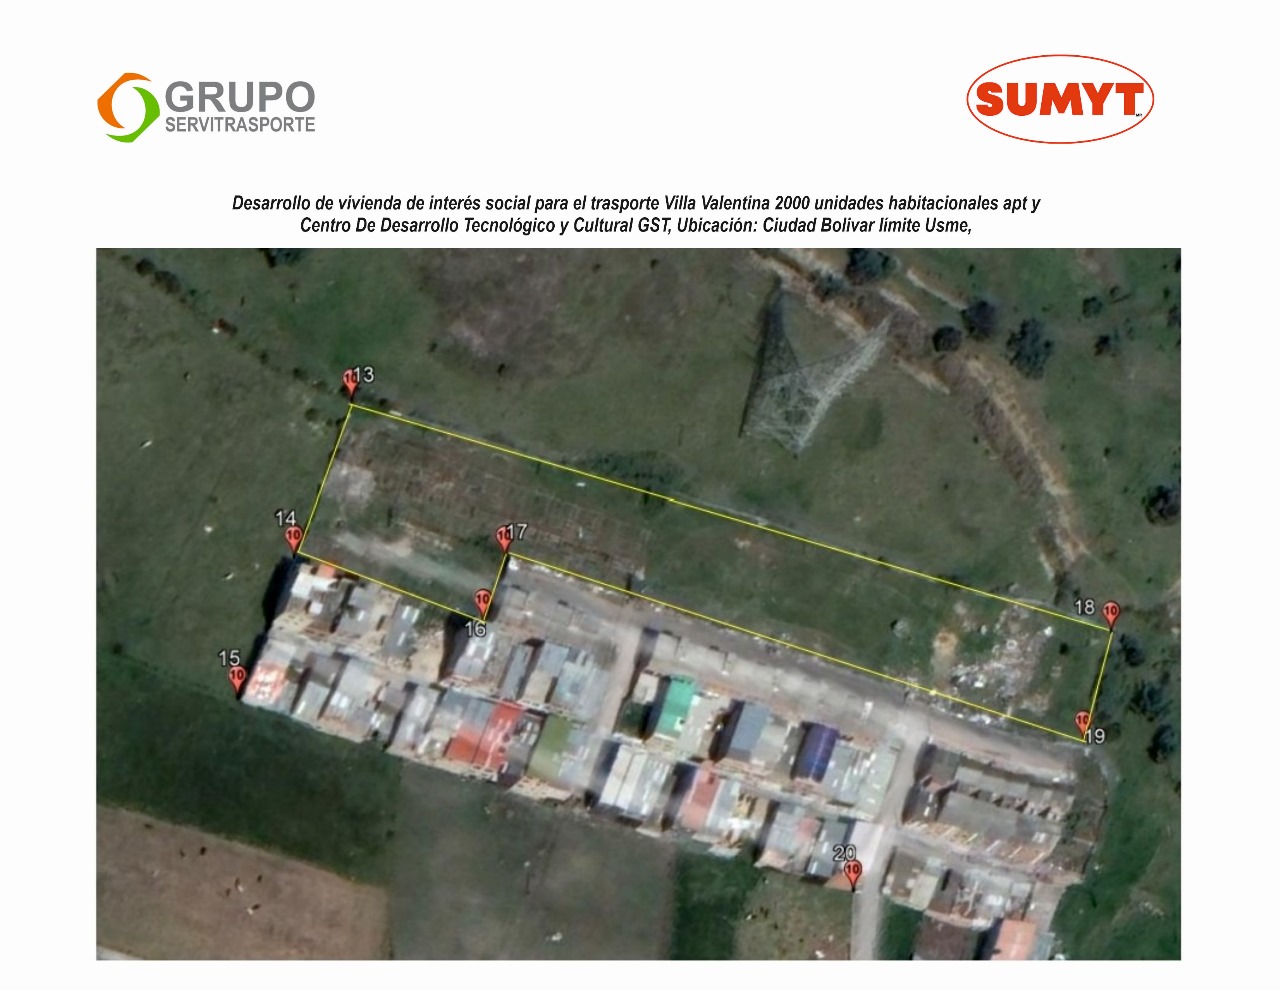 GRUPO
SERVITRASPORTE
SUMYT
Desarrollo de vivienda de interés social para el trasporte Villa Valentina 2000 unidades habitacionales apt y
Centro De Desarrollo Tecnológico y Cultural GST, Ubicación: Ciudad Bolivar límite Usme,
10 13
14
10
10 17
10
16
15
10
18 10
10
19
20
10